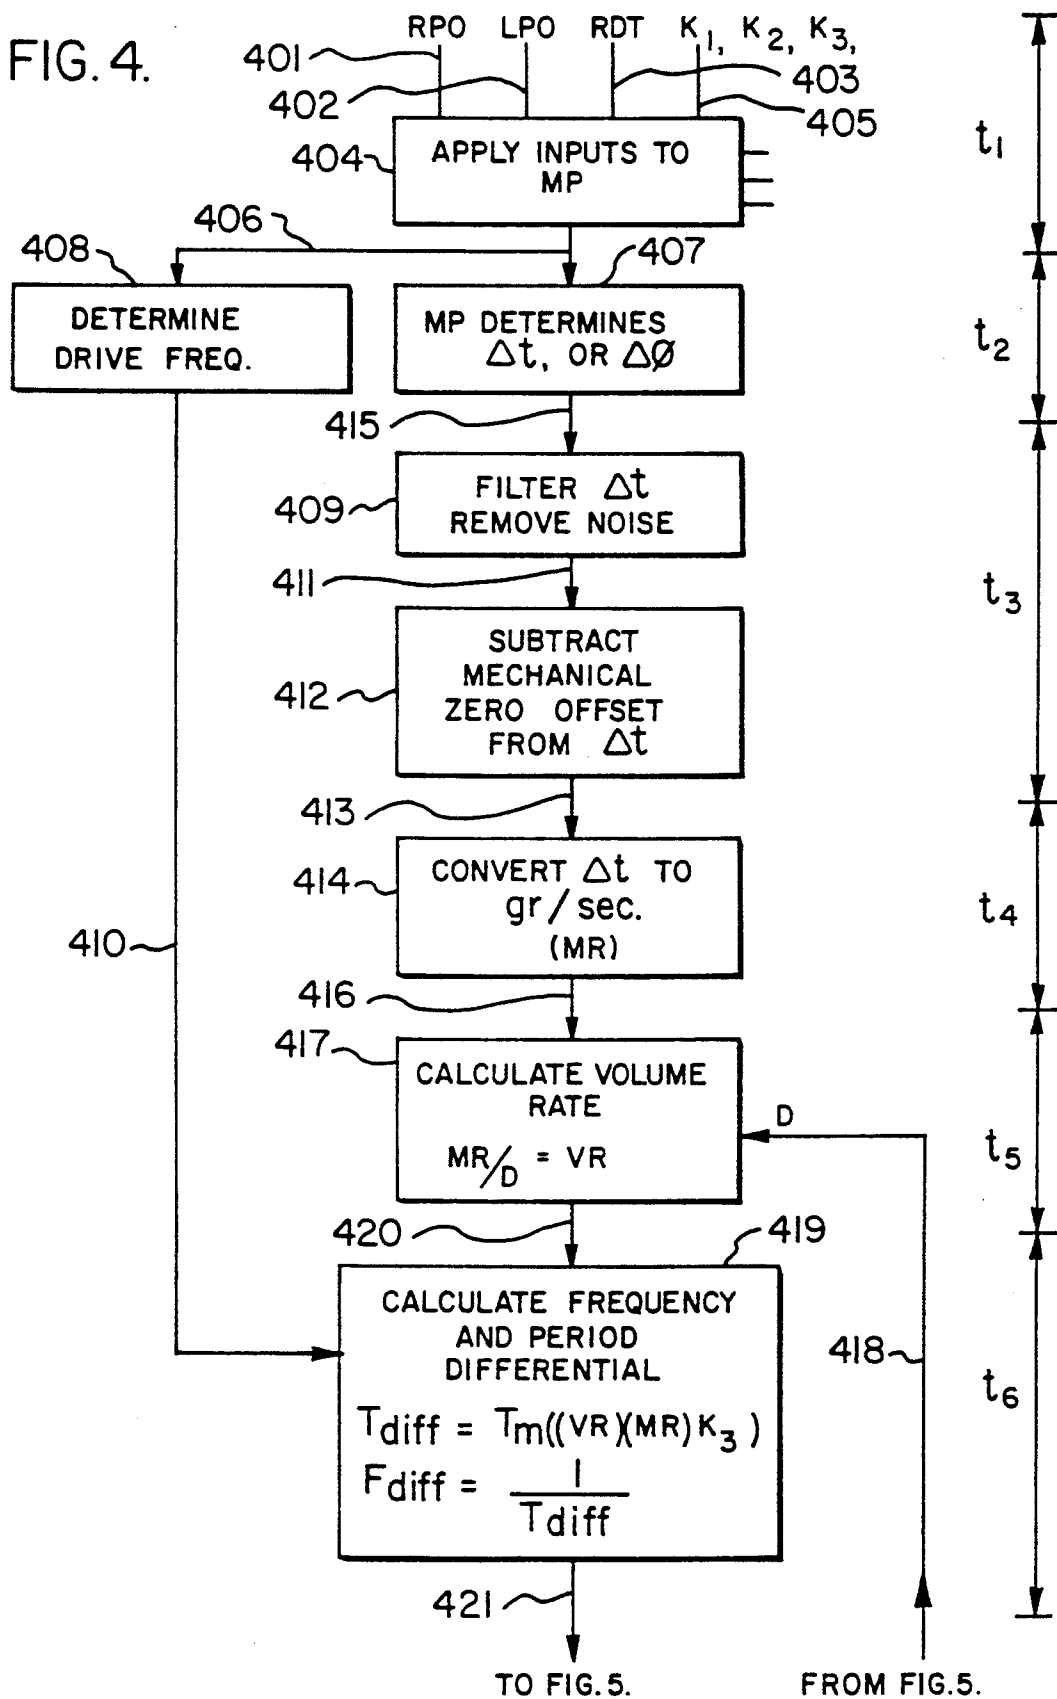 FIG. 4.
RPO LPO RDT K1, K2, K3,
401
402
403
405
404
APPLY INPUTS TO
MP
t1
406
408
407
DETERMINE
DRIVE FREQ.
MP DETERMINES
Δt, OR ΔØ
t2
415
409
FILTER Δt
REMOVE NOISE
411
t3
412
SUBTRACT
MECHANICAL
ZERO OFFSET
FROM Δt
413
414
CONVERT Δt TO
gr/sec.
(MR)
t4
410
416
417
CALCULATE VOLUME
RATE
MR/D = VR
D
t5
420
419
CALCULATE FREQUENCY
AND PERIOD
DIFFERENTIAL
Tdiff = Tm((VR)(MR)K3)
Fdiff = 1
Tdiff
418
t6
421
TO FIG.5.
FROM FIG.5.